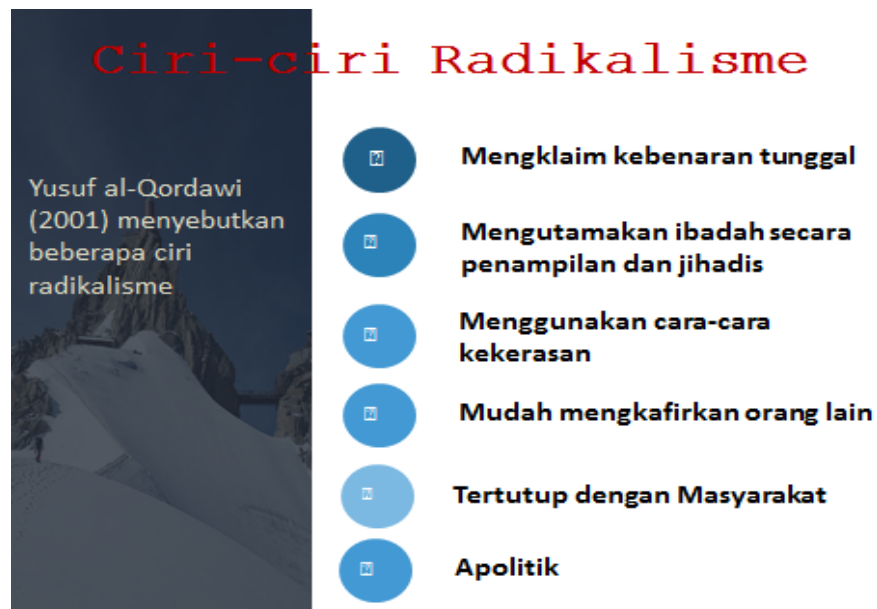 Ciri-ciri Radikalisme
Yusuf al-Qordawi
(2001) menyebutkan
beberapa ciri
radikalisme
Mengklaim kebenaran tunggal
Mengutamakan ibadah secara
penampilan dan jihadis
Menggunakan cara-cara
kekerasan
Mudah mengkafirkan orang lain
Tertutup dengan Masyarakat
Apolitik